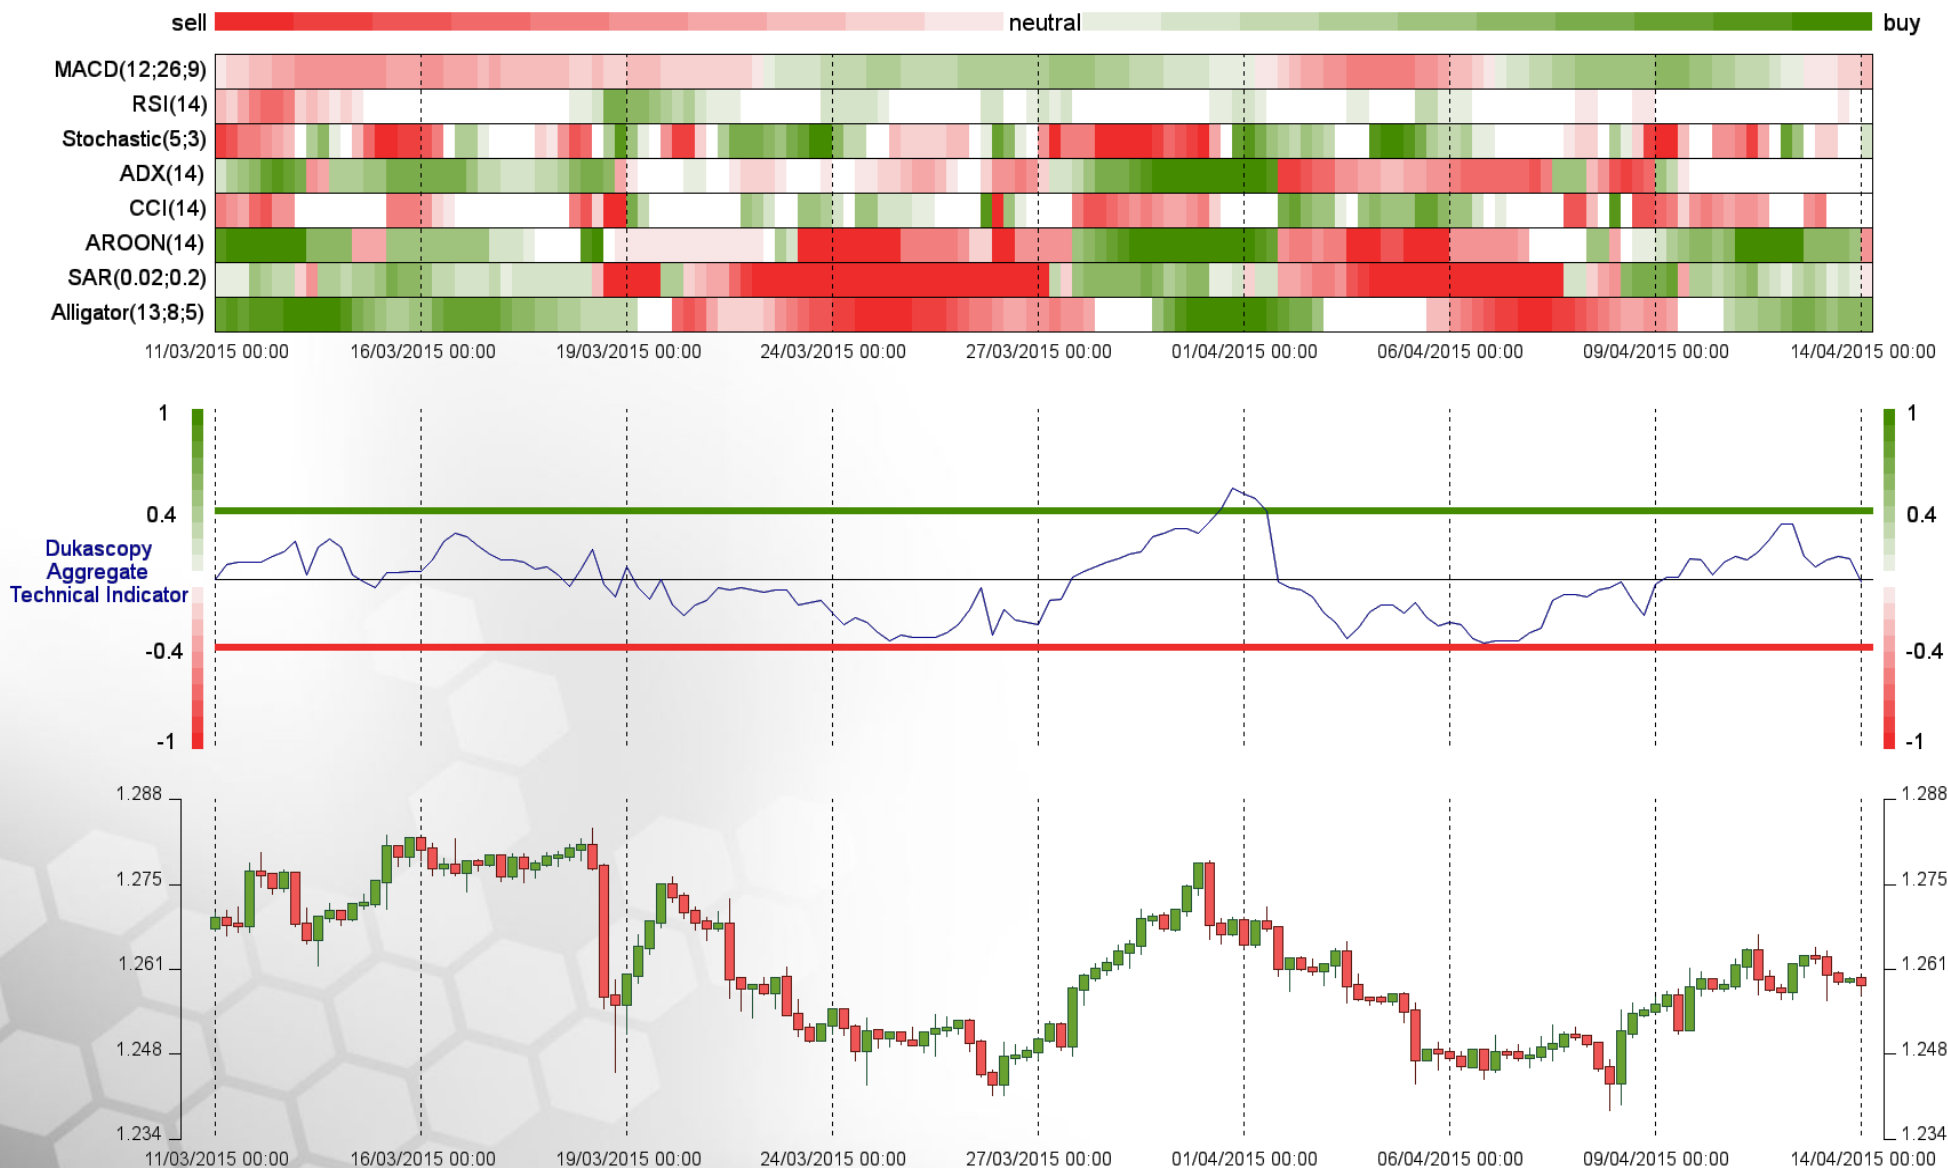 sell neutral buy
MACD(12;26;9)
RSI(14)
Stochastic(5;3)
ADX(14)
CCI(14)
AROON(14)
SAR(0.02;0.2)
Alligator(13;8;5)
11/03/2015 00:00 16/03/2015 00:00 19/03/2015 00:00 24/03/2015 00:00 27/03/2015 00:00 01/04/2015 00:00 06/04/2015 00:00 09/04/2015 00:00 14/04/2015 00:00
1 1
0.4 0.4
Dukascopy
Aggregate
Technical Indicator
-0.4 -0.4
-1 -1
1.288 1.288
1.275 1.275
1.261 1.261
1.248 1.248
1.234 1.234
11/03/2015 00:00 16/03/2015 00:00 19/03/2015 00:00 24/03/2015 00:00 27/03/2015 00:00 01/04/2015 00:00 06/04/2015 00:00 09/04/2015 00:00 14/04/2015 00:00